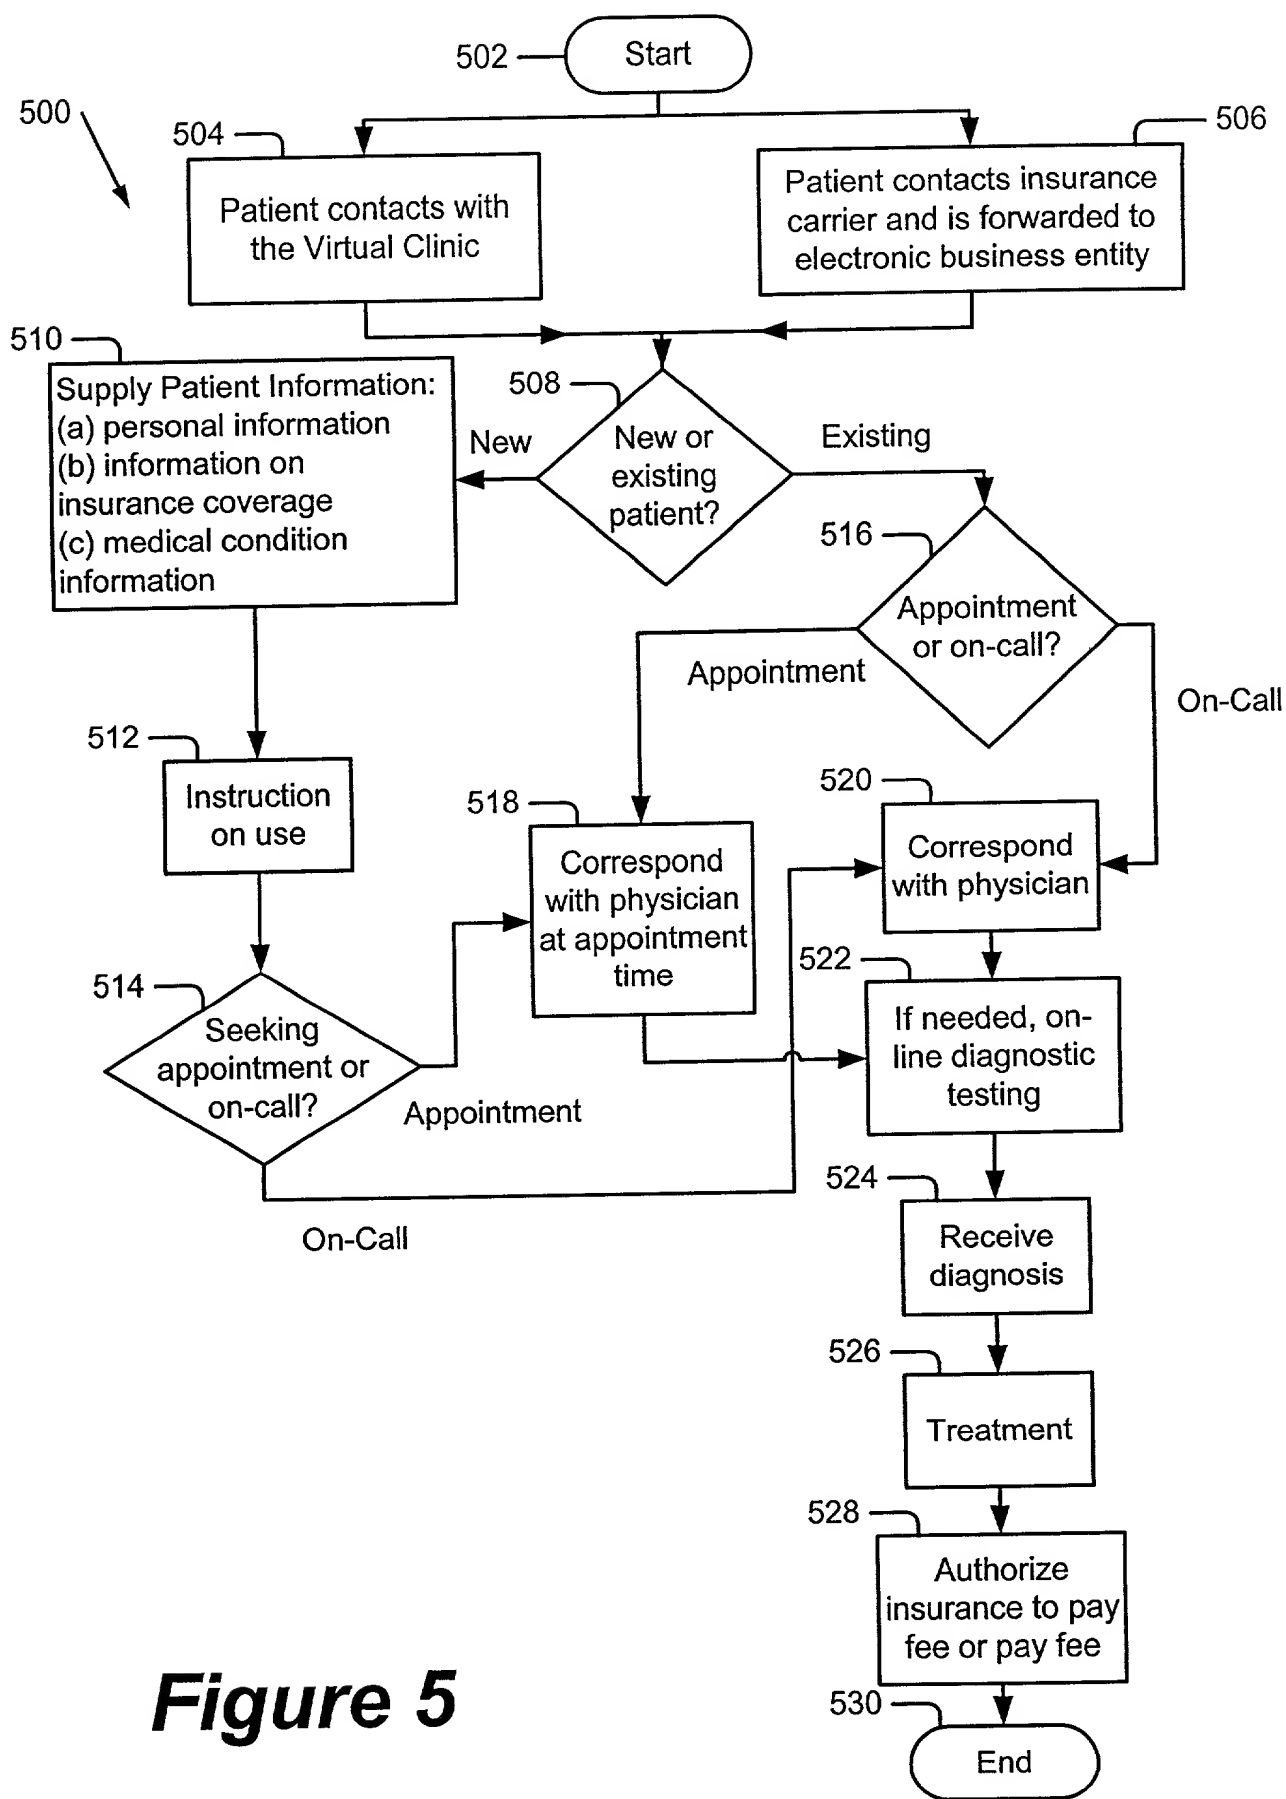 502
Start
500
504
506
Patient contacts with
the Virtual Clinic
Patient contacts insurance
carrier and is forwarded to
electronic business entity
510
Supply Patient Information:
(a) personal information
(b) information on
insurance coverage
(c) medical condition
information
508
New
New or
existing
patient?
Existing
516
Appointment
or on-call?
Appointment
On-Call
512
Instruction
on use
518
Correspond
with physician
at appointment
time
520
Correspond
with physician
514
Seeking
appointment or
on-call?
Appointment
On-Call
522
If needed, on-
line diagnostic
testing
524
Receive
diagnosis
526
Treatment
528
Authorize
insurance to pay
fee or pay fee
530
End
Figure 5